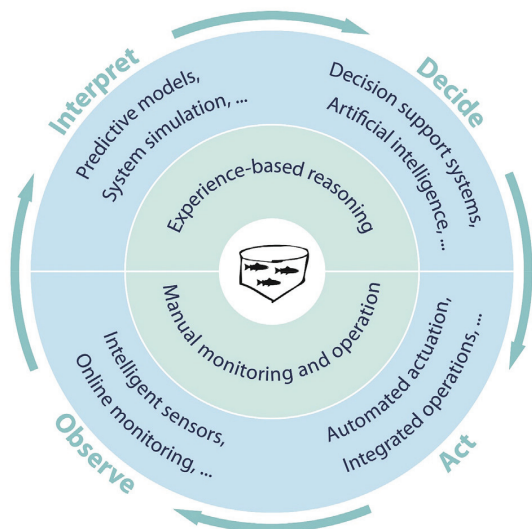 Interpret
Predictive models,
System simulation, ...
Decide
Decision support systems,
Artificial intelligence, ...
Experience-based reasoning
Manual monitoring and operation
Observe
Intelligent sensors,
Online monitoring, ...
Act
Automated actuation,
Integrated operations, ...